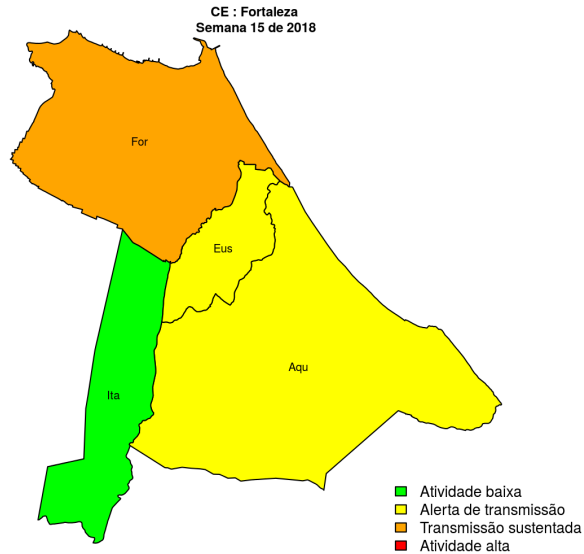 CE : Fortaleza
Semana 15 de 2018
For
Eus
Aqu
Ita
Atividade baixa
Alerta de transmissão
Transmissão sustentada
Atividade alta